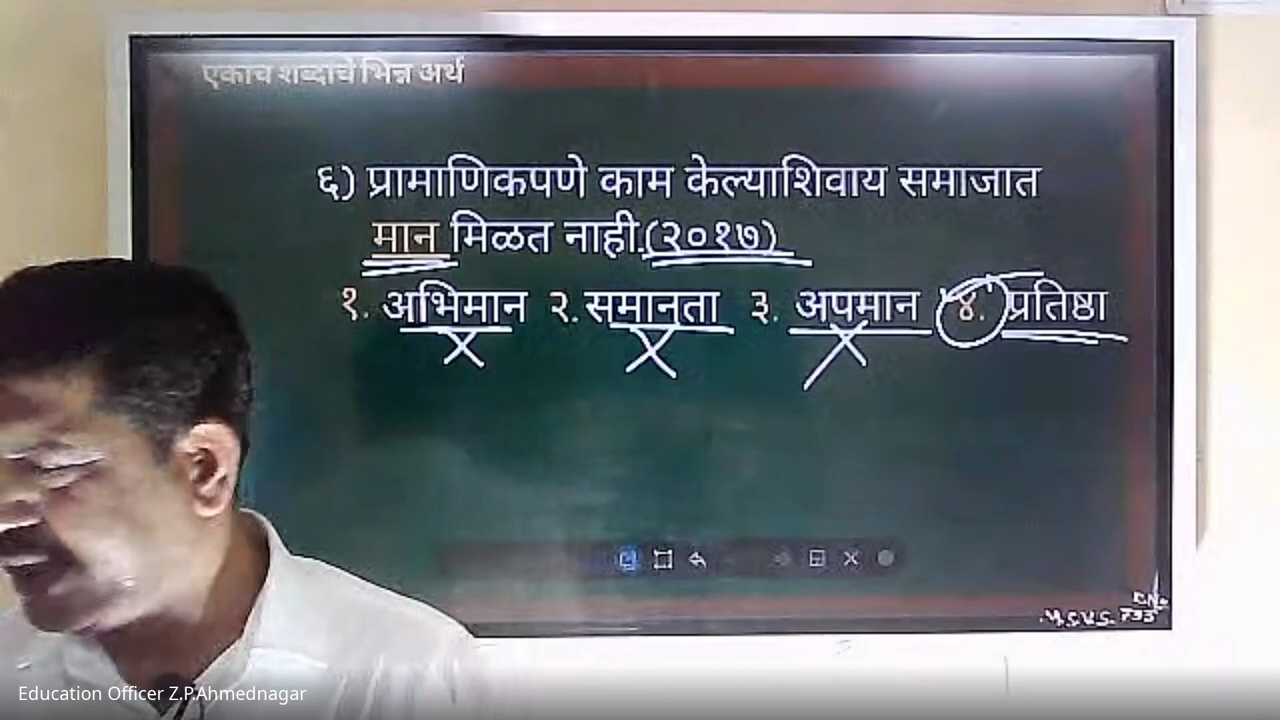 एकाच शब्दाचे भिन्न अर्थ
६) प्रामाणिकपणे काम केल्याशिवाय समाजात
मान मिळत नाही.(२०१७)
१. अभिमान २. समानता ३. अपमान ४. प्रतिष्ठा
M.S.V.S. 733
Education Officer Z.P.Ahmednagar